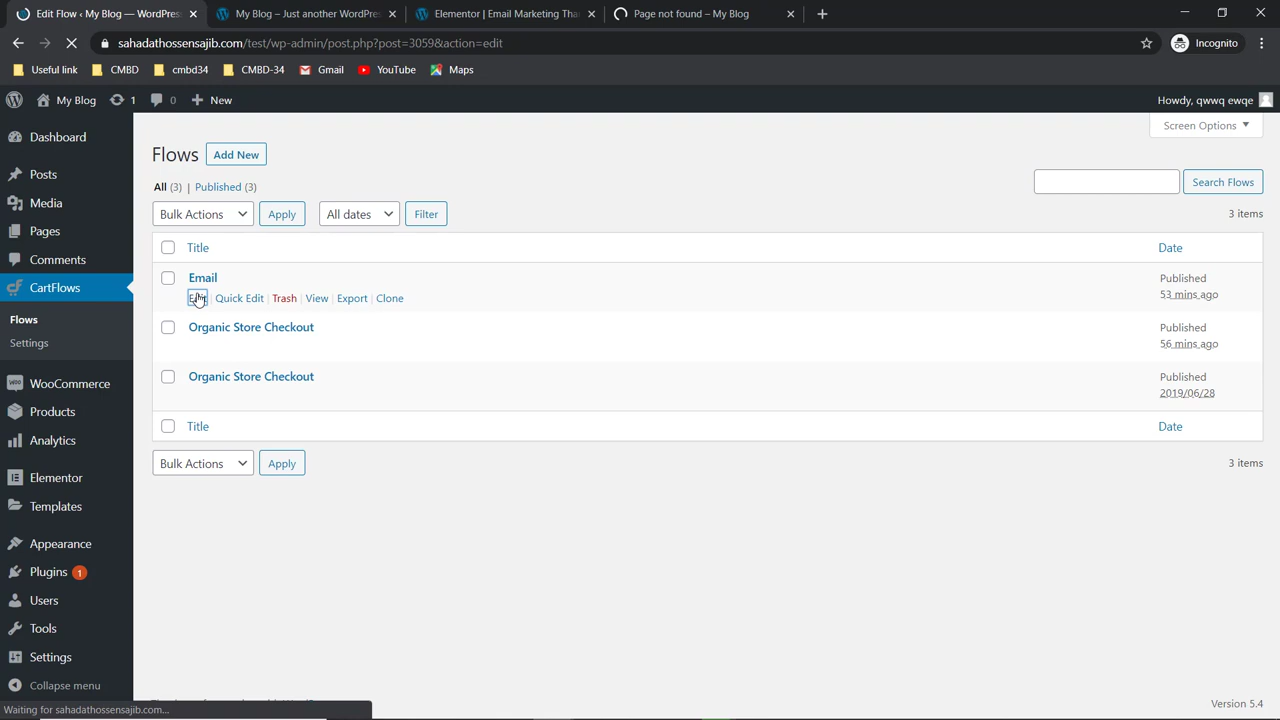 Edit Flow ‹ My Blog — WordPres
My Blog – Just another WordPres
Elementor | Email Marketing Tha
Page not found – My Blog
sahadathossensajib.com/test/wp-admin/post.php?post=3059&action=edit
Incognito
Useful link
CMBD
cmbd34
CMBD-34
Gmail
YouTube
Maps
My Blog
1
0
New
Howdy, qwwq ewqe
Screen Options
Dashboard
Posts
Media
Pages
Comments
CartFlows
Flows
Settings
WooCommerce
Products
Analytics
Elementor
Templates
Appearance
Plugins 1
Users
Tools
Settings
Collapse menu
Flows
Add New
All (3) | Published (3)
Search Flows
Bulk Actions
Apply
All dates
Filter
3 items
Title
Date
Email
Quick Edit | Trash | View | Export | Clone
Published
53 mins ago
Organic Store Checkout
Published
56 mins ago
Organic Store Checkout
Published
2019/06/28
Title
Date
Bulk Actions
Apply
3 items
Waiting for sahadathossensajib.com...
Version 5.4